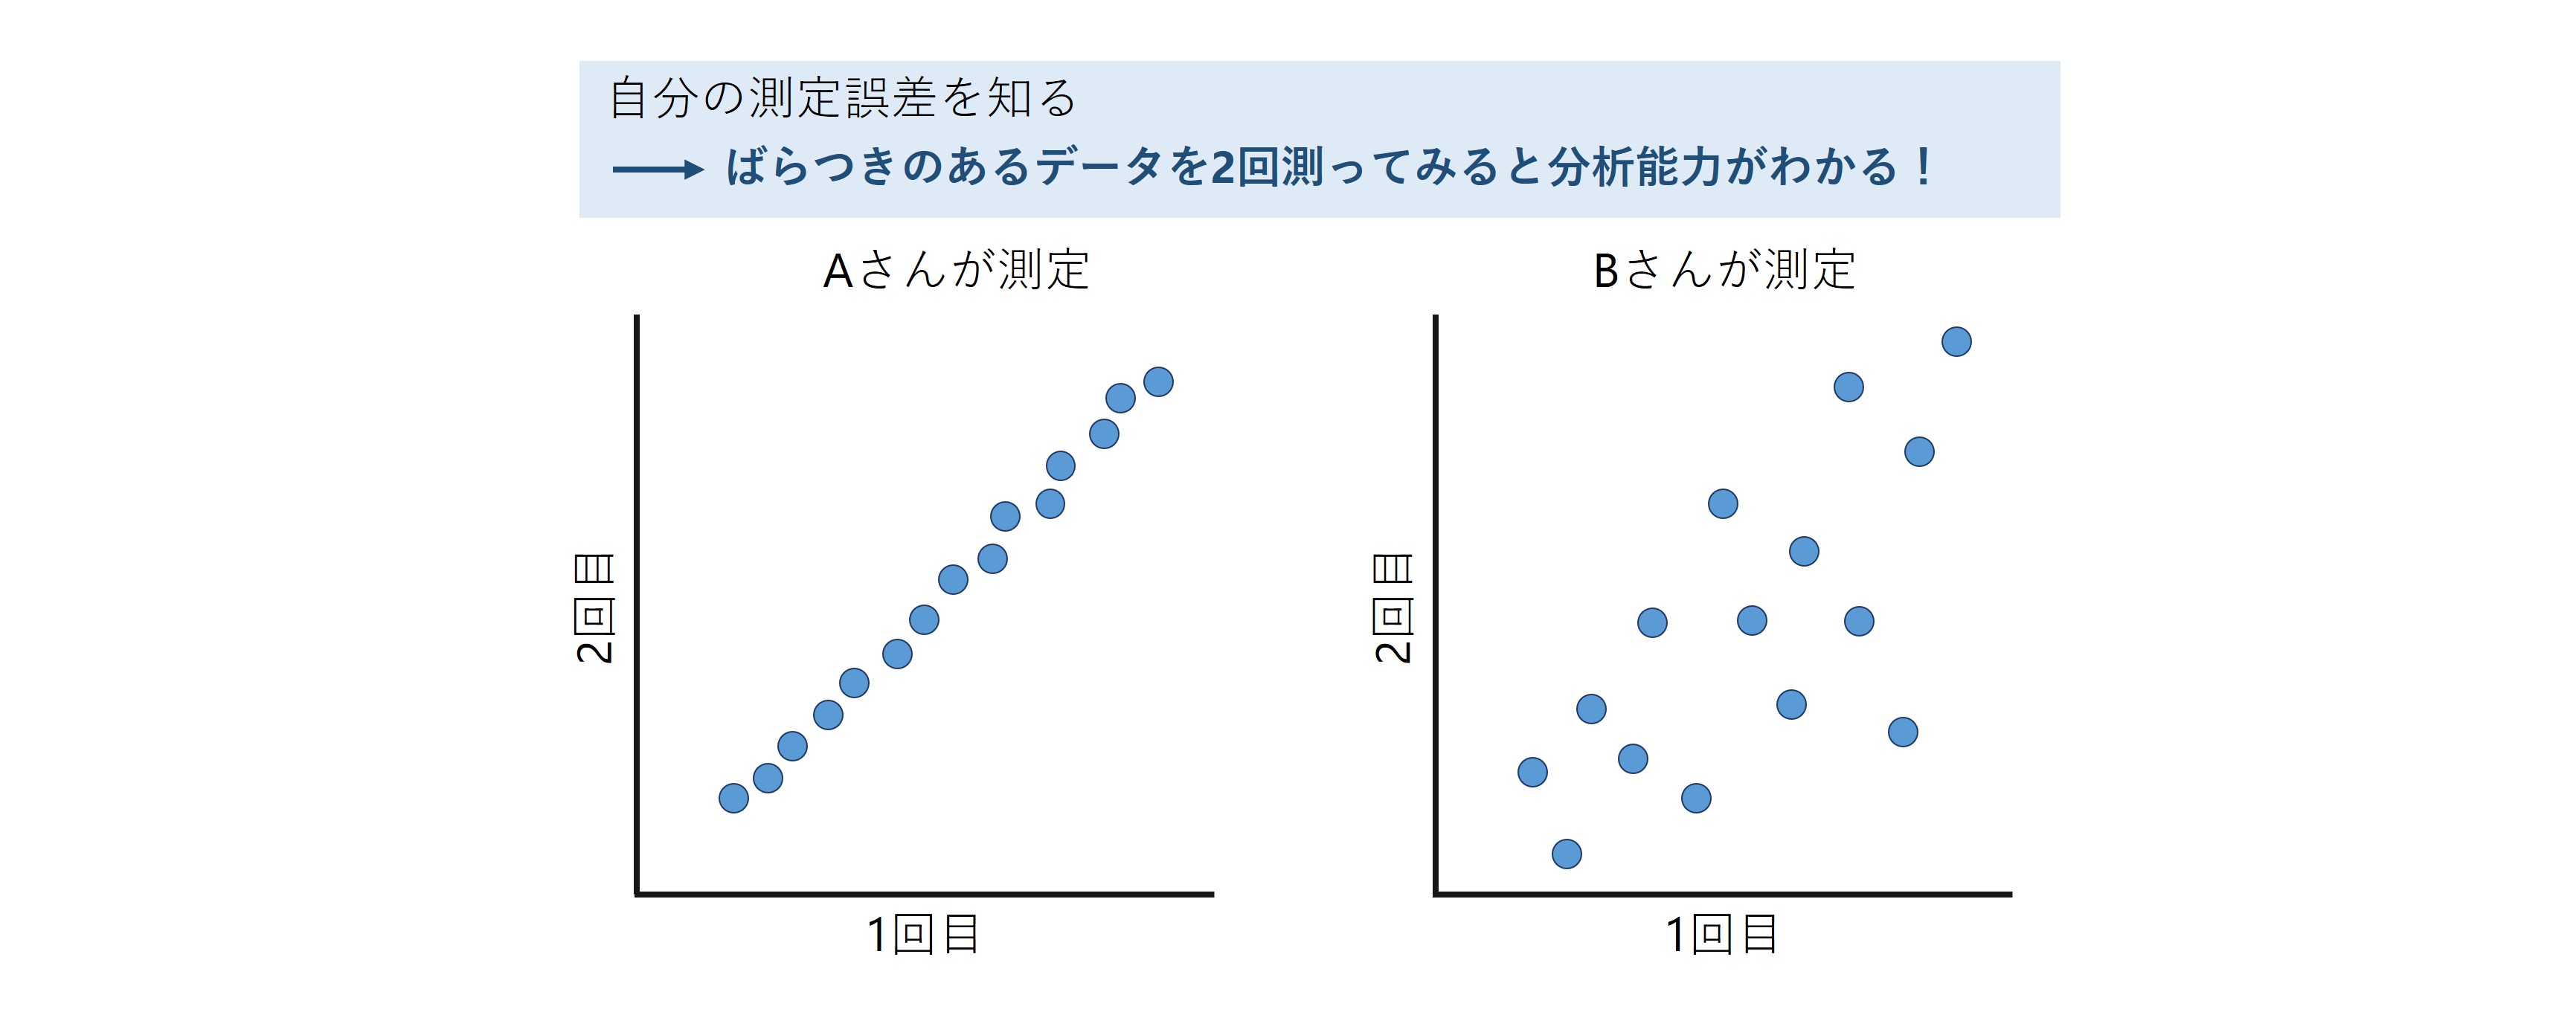 自分の測定誤差を知る
ばらつきのあるデータを2回測ってみると分析能力がわかる！
Aさんが測定
2回目
1回目
Bさんが測定
2回目
1回目